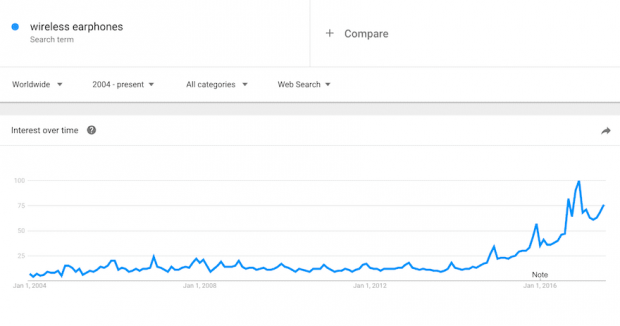 wireless earphones
Search term
+ Compare
Worldwide
2004 - present
All categories
Web Search
Interest over time ?
100
75
50
25
Note
Jan 1, 2004
Jan 1, 2008
Jan 1, 2012
Jan 1, 2016